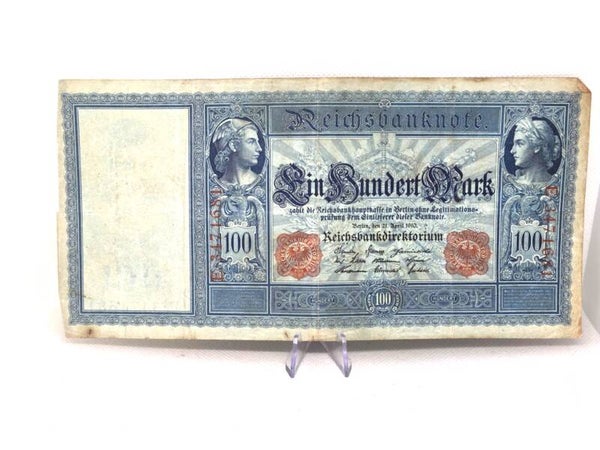 Reichsbanknote.
Ein Hundert Mark
zahlt die Reichsbankhauptkasse in Berlin ohne Legitimations-
prüfung dem Einlieferer dieser Banknote.
Berlin, den 21. April 1910.
Reichsbankdirektorium
100
100
100